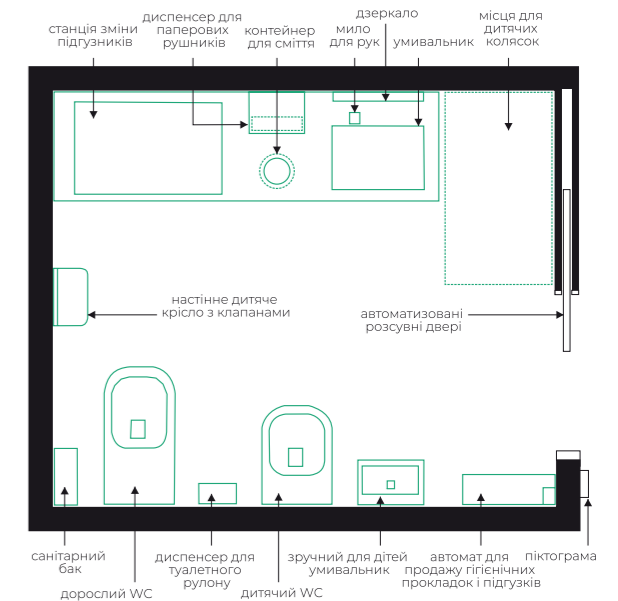 станція зміни
підгузників
диспенсер для
паперових
рушників
контейнер
для сміття
мило
для рук
дзеркало
умивальник
місця для
дитячих
колясок
настінне дитяче
крісло з клапанами
автоматизовані
розсувні двері
санітарний
бак
дорослий WC
диспенсер для
туалетного
рулону
дитячий WC
зручний для дітей
умивальник
автомат для
продажу гігієнічних
прокладок і підгузків
піктограма